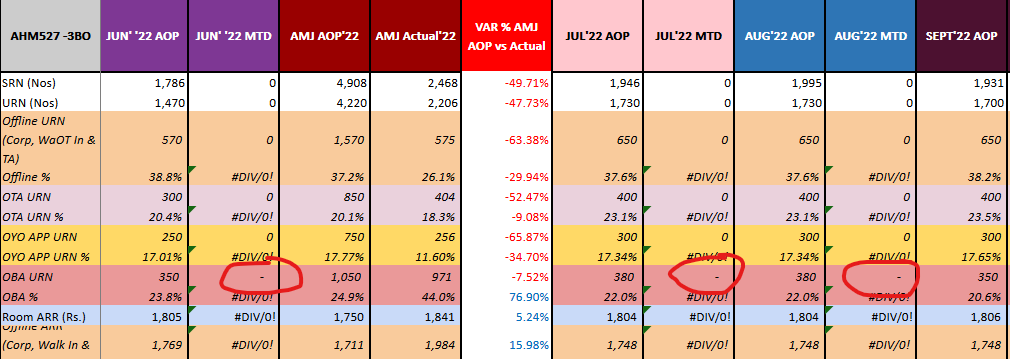 AHM527 -3BO JUN' '22 AOP JUN' '22 MTD AMJ AOP'22 AMJ Actual'22 VAR % AMJ AOP vs Actual JUL'22 AOP JUL'22 MTD AUG'22 AOP AUG'22 MTD SEPT'22 AOP
SRN (Nos) 1,786 0 4,908 2,468 -49.71% 1,946 0 1,995 0 1,931
URN (Nos) 1,470 0 4,220 2,206 -47.73% 1,730 0 1,730 0 1,700
Offline URN (Corp, WaOT In & TA) 570 0 1,570 575 -63.38% 650 0 650 0 650
Offline % 38.8% #DIV/0! 37.2% 26.1% -29.94% 37.6% #DIV/0! 37.6% #DIV/0! 38.2%
OTA URN 300 0 850 404 -52.47% 400 0 400 0 400
OTA URN % 20.4% #DIV/0! 20.1% 18.3% -9.08% 23.1% #DIV/0! 23.1% #DIV/0! 23.5%
OYO APP URN 250 0 750 256 -65.87% 300 0 300 0 300
OYO APP URN % 17.01% #DIV/0! 17.77% 11.60% -34.70% 17.34% #DIV/0! 17.34% #DIV/0! 17.65%
OBA URN 350 - 1,050 971 -7.52% 380 - 380 - 350
OBA % 23.8% #DIV/0! 24.9% 44.0% 76.90% 22.0% #DIV/0! 22.0% #DIV/0! 20.6%
Room ARR (Rs.) 1,805 #DIV/0! 1,750 1,841 5.24% 1,804 #DIV/0! 1,804 #DIV/0! 1,806
Offline ARR (Corp, Walk In & 1,769 #DIV/0! 1,711 1,984 15.98% 1,748 #DIV/0! 1,748 #DIV/0! 1,748